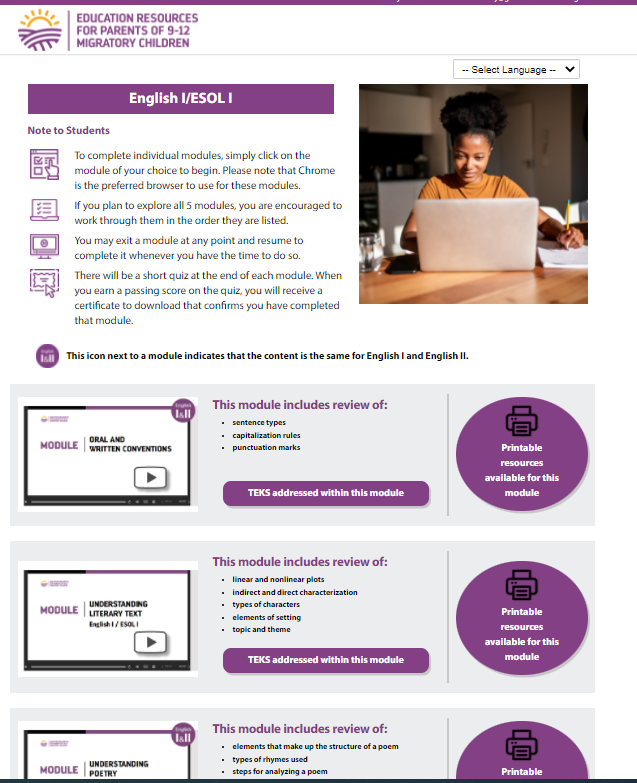 EDUCATION RESOURCES
FOR PARENTS OF 9-12
MIGRATORY CHILDREN
-- Select Language --
English I/ESOL I
Note to Students
To complete individual modules, simply click on the
module of your choice to begin. Please note that Chrome
is the preferred browser to use for these modules.
If you plan to explore all 5 modules, you are encouraged to
work through them in the order they are listed.
You may exit a module at any point and resume to
complete it whenever you have the time to do so.
There will be a short quiz at the end of each module. When
you earn a passing score on the quiz, you will receive a
certificate to download that confirms you have completed
that module.
English
I&II
This icon next to a module indicates that the content is the same for English I and English II.
English
I&II
MODULE
ORAL AND
WRITTEN CONVENTIONS
This module includes review of:
• sentence types
• capitalization rules
• punctuation marks
TEKS addressed within this module
Printable
resources
available for this
module
MODULE
UNDERSTANDING
LITERARY TEXT
English I / ESOL I
This module includes review of:
• linear and nonlinear plots
• indirect and direct characterization
• types of characters
• elements of setting
• topic and theme
TEKS addressed within this module
Printable
resources
available for this
module
English
I&II
MODULE
UNDERSTANDING
POETRY
This module includes review of:
• elements that make up the structure of a poem
• types of rhymes used
• steps for analyzing a poem
Printable